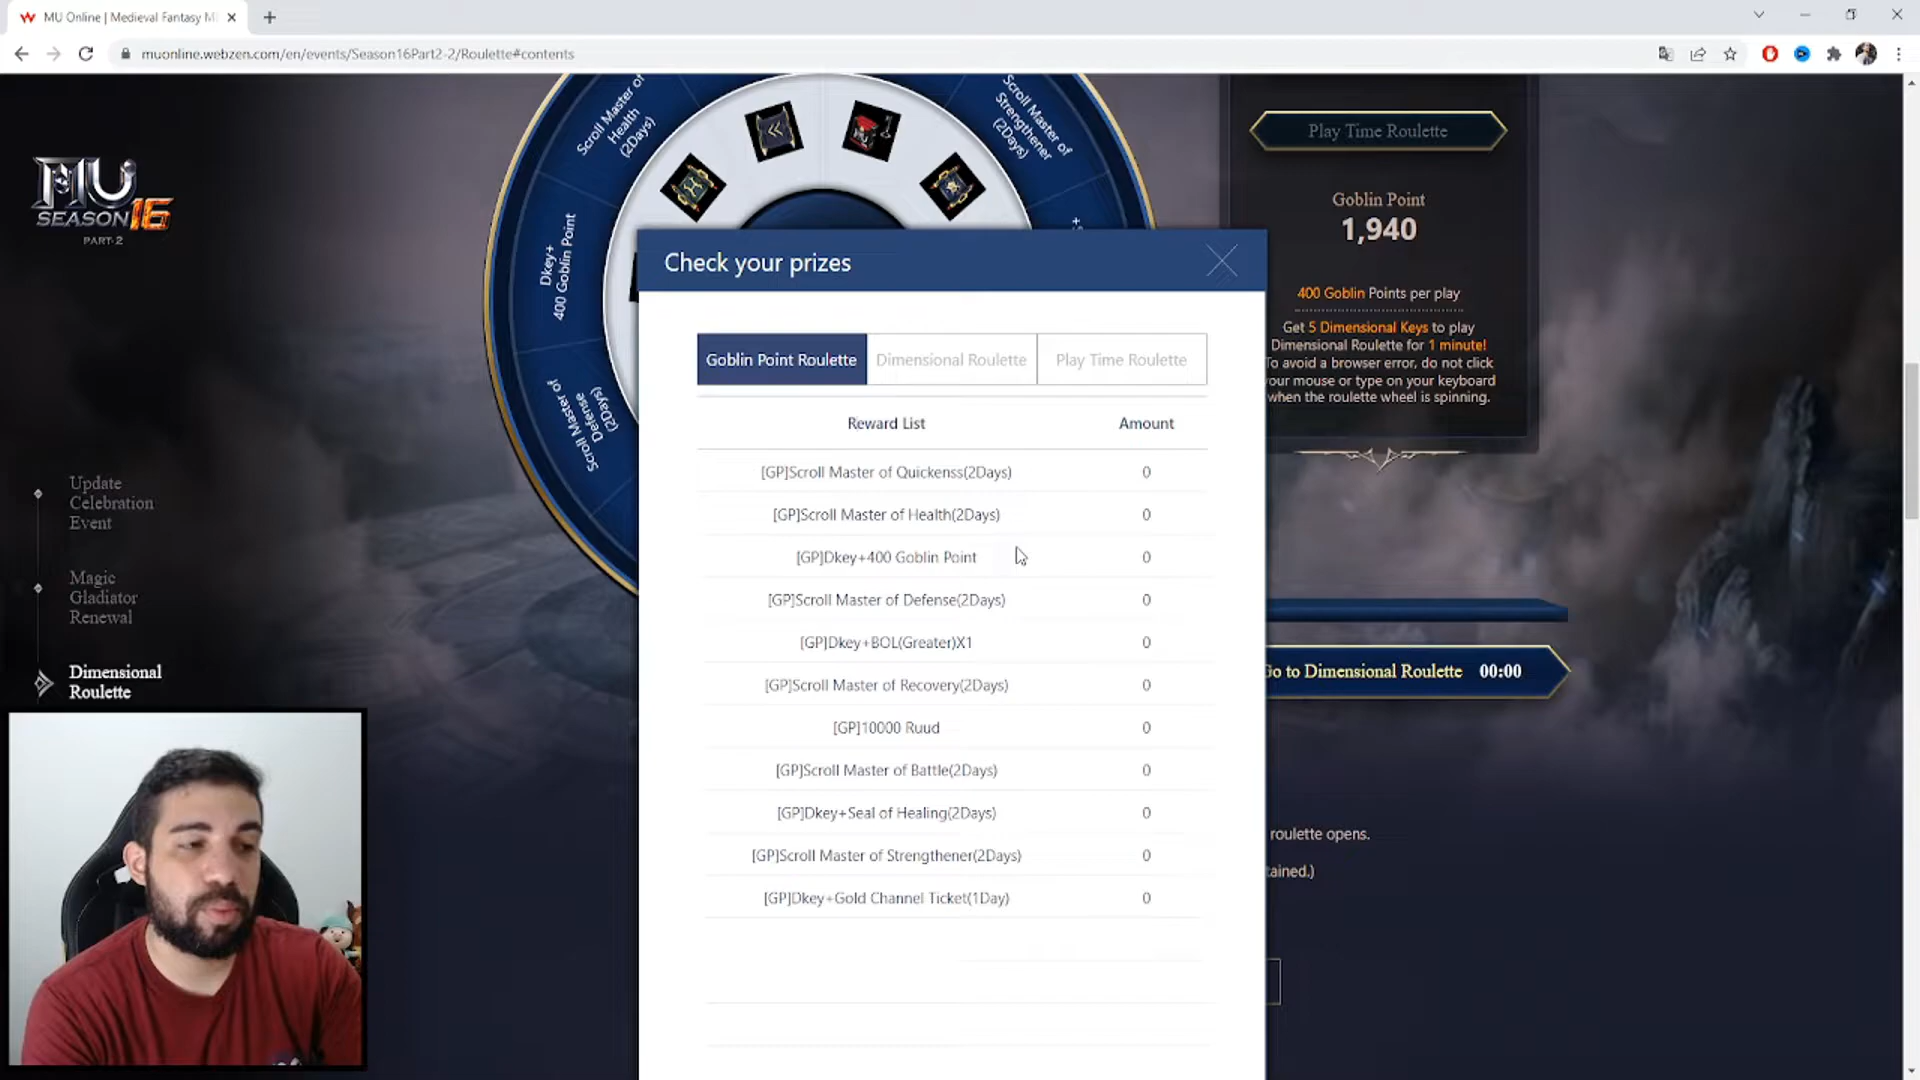 MU Online | Medieval Fantasy M
muonline.webzen.com/en/events/Season16Part2-2/Roulette#contents
MU
SEASON 16
PART-2
Update
Celebration
Event
Magic
Gladiator
Renewal
Dimensional
Roulette
Scroll Master of
Health
(2Days)
Scroll Master of
Strengthener
(2Days)
Dkey+
400 Goblin Point
Scroll Master of
Defense
(2Days)
Check your prizes
Goblin Point Roulette
Dimensional Roulette
Play Time Roulette
Reward List Amount
[GP]Scroll Master of Quickenss(2Days) 0
[GP]Scroll Master of Health(2Days) 0
[GP]Dkey+400 Goblin Point 0
[GP]Scroll Master of Defense(2Days) 0
[GP]Dkey+BOL(Greater)X1 0
[GP]Scroll Master of Recovery(2Days) 0
[GP]10000 Ruud 0
[GP]Scroll Master of Battle(2Days) 0
[GP]Dkey+Seal of Healing(2Days) 0
[GP]Scroll Master of Strengthener(2Days) 0
[GP]Dkey+Gold Channel Ticket(1Day) 0
Play Time Roulette
Goblin Point
1,940
400 Goblin Points per play
Get 5 Dimensional Keys to play
Dimensional Roulette for 1 minute!
To avoid a browser error, do not click
your mouse or type on your keyboard
when the roulette wheel is spinning.
Go to Dimensional Roulette 00:00
roulette opens.